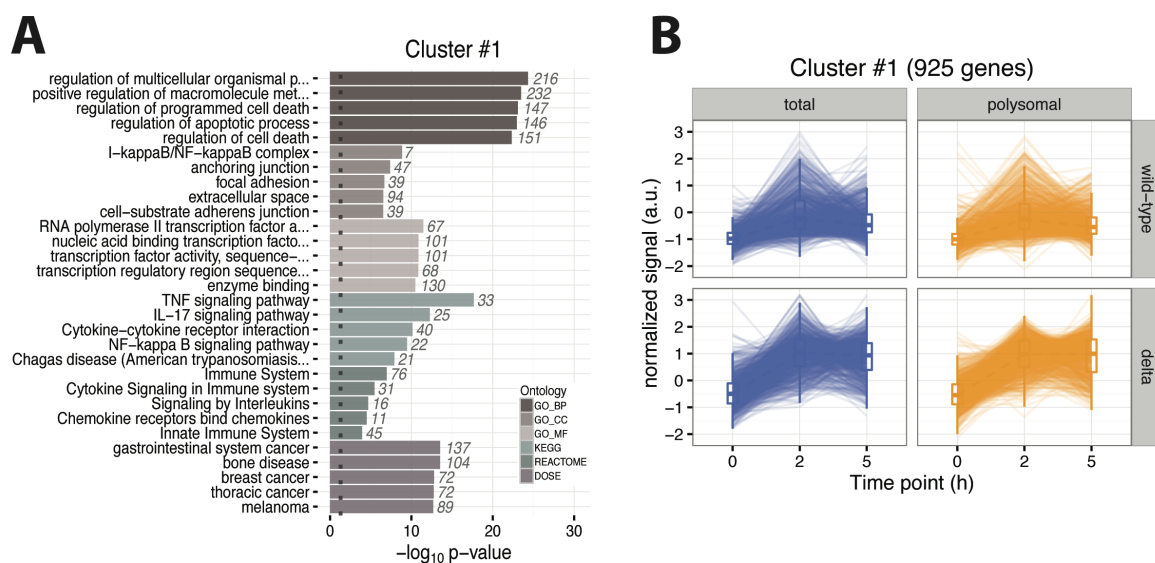 A
Cluster #1
regulation of multicellular organismal p... 216
positive regulation of macromolecule met... 232
regulation of programmed cell death 147
regulation of apoptotic process 146
regulation of cell death 151
I-kappaB/NF-kappaB complex 7
anchoring junction 47
focal adhesion 39
extracellular space 94
cell-substrate adherens junction 39
RNA polymerase II transcription factor a... 67
nucleic acid binding transcription facto... 101
transcription factor activity, sequence-... 101
transcription regulatory region sequence... 68
enzyme binding 130
TNF signaling pathway 33
IL-17 signaling pathway 25
Cytokine-cytokine receptor interaction 40
NF-kappa B signaling pathway 22
Chagas disease (American trypanosomiasis... 21
Immune System 76
Cytokine Signaling in Immune system 31
Signaling by Interleukins 16
Chemokine receptors bind chemokines 11
Innate Immune System 45
gastrointestinal system cancer 137
bone disease 104
breast cancer 72
thoracic cancer 72
melanoma 89
Ontology
GO_BP
GO_CC
GO_MF
KEGG
REACTOME
DOSE
0 10 20 30
-log10 p-value
B
Cluster #1 (925 genes)
total polysomal
normalized signal (a.u.)
3
2
1
0
-1
-2
wild-type
3
2
1
0
-1
-2
delta
0 2 5 0 2 5
Time point (h)